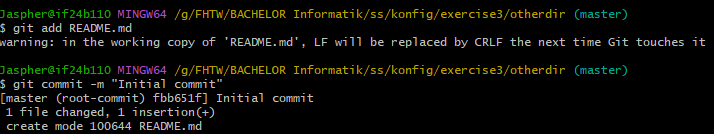 Jaspher@if24b110 MINGW64 /g/FHTW/BACHELOR Informatik/ss/konfig/exercise3/otherdir (master)
$ git add README.md
warning: in the working copy of 'README.md', LF will be replaced by CRLF the next time Git touches it
Jaspher@if24b110 MINGW64 /g/FHTW/BACHELOR Informatik/ss/konfig/exercise3/otherdir (master)
$ git commit -m "Initial commit"
[master (root-commit) fbb651f] Initial commit
 1 file changed, 1 insertion(+)
 create mode 100644 README.md